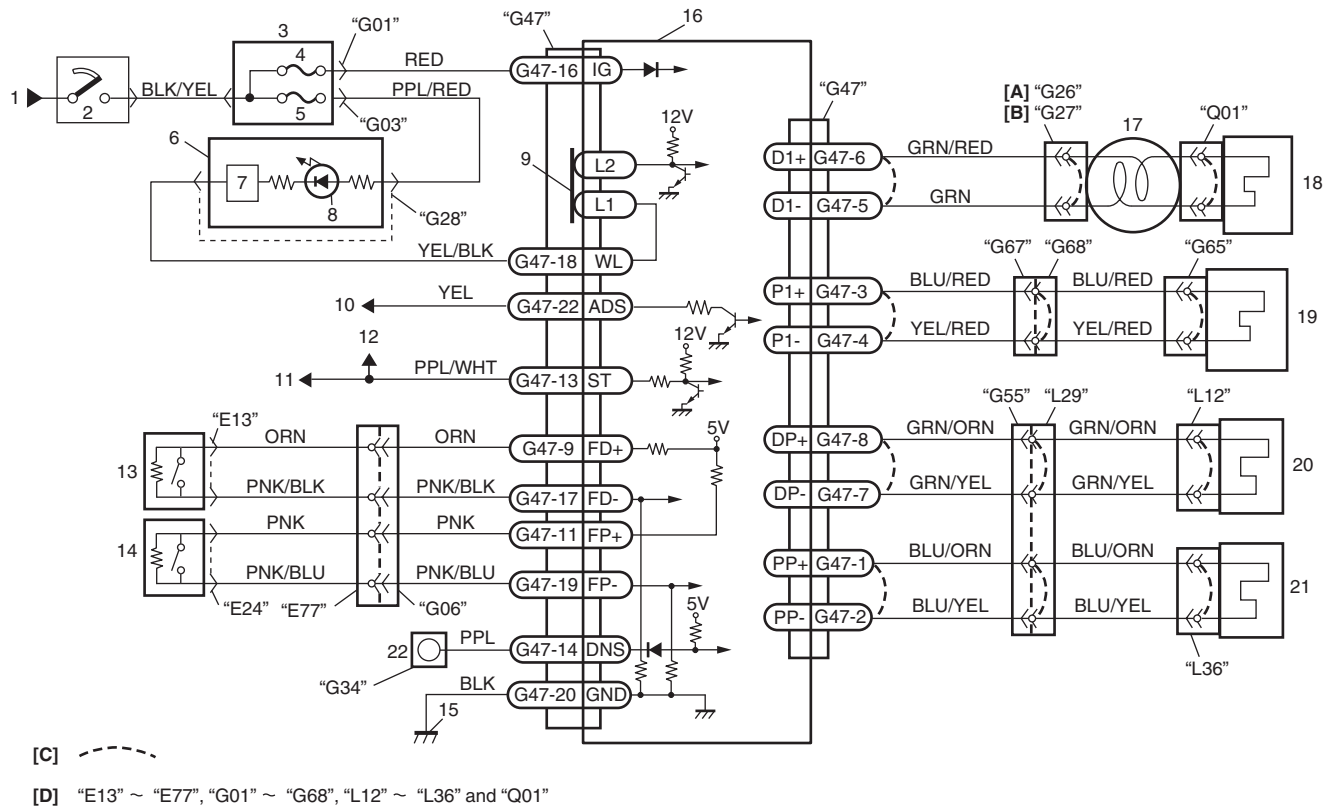 1
2
BLK/YEL
3
4
5
"G01"
"G03"
RED
PPL/RED
6
7
8
"G28"
YEL/BLK
"G47"
16
G47-16 IG
12V
9
L2
L1
G47-18 WL
10
YEL
G47-22 ADS
12
11
PPL/WHT
12V
G47-13 ST
5V
13
"E13"
ORN
ORN
G47-9 FD+
PNK/BLK
PNK/BLK
G47-17 FD-
14
PNK
PNK
G47-11 FP+
PNK/BLU
PNK/BLU
G47-19 FP-
"E24"
"E77"
"G06"
5V
22
PPL
G47-14 DNS
"G34"
BLK
G47-20 GND
15
"G47"
[A] "G26"
[B] "G27"
17
"Q01"
D1+ G47-6
GRN/RED
D1- G47-5
GRN
18
"G67"
"G68"
"G65"
P1+ G47-3
BLU/RED
BLU/RED
P1- G47-4
YEL/RED
YEL/RED
19
"G55"
"L29"
"L12"
DP+ G47-8
GRN/ORN
GRN/ORN
DP- G47-7
GRN/YEL
GRN/YEL
20
PP+ G47-1
BLU/ORN
BLU/ORN
PP- G47-2
BLU/YEL
BLU/YEL
21
"L36"
[C]
[D] "E13" ~ "E77", "G01" ~ "G68", "L12" ~ "L36" and "Q01"